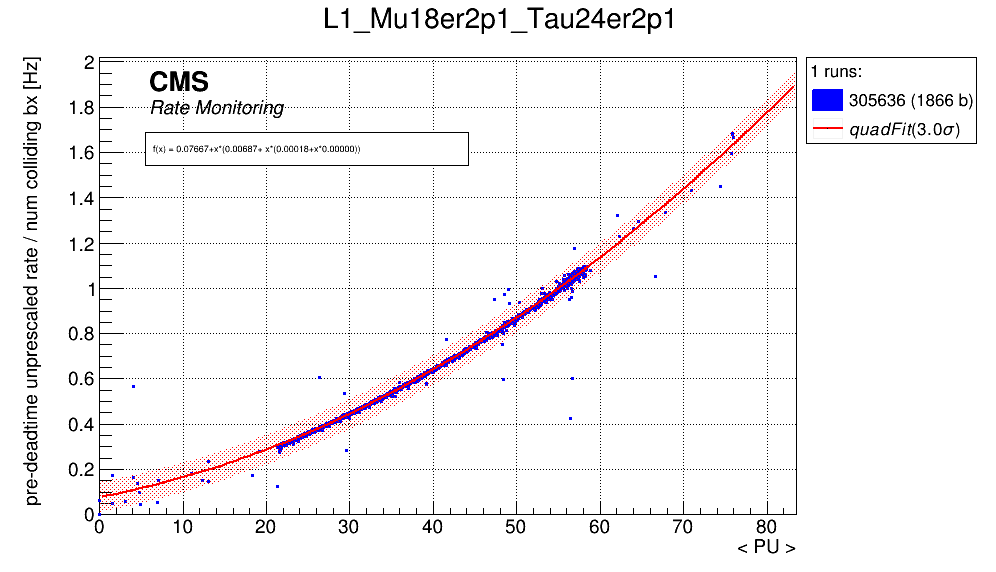 L1_Mu18er2p1_Tau24er2p1
pre-deadtime unprescaled rate / num colliding bx [Hz]
CMS
Rate Monitoring
f(x) = 0.07667+x*(0.00687+ x*(0.00018+x*0.00000))
2
1.8
1.6
1.4
1.2
1
0.8
0.6
0.4
0.2
0
0 10 20 30 40 50 60 70 80
< PU >
1 runs:
305636 (1866 b)
quadFit(3.0σ)